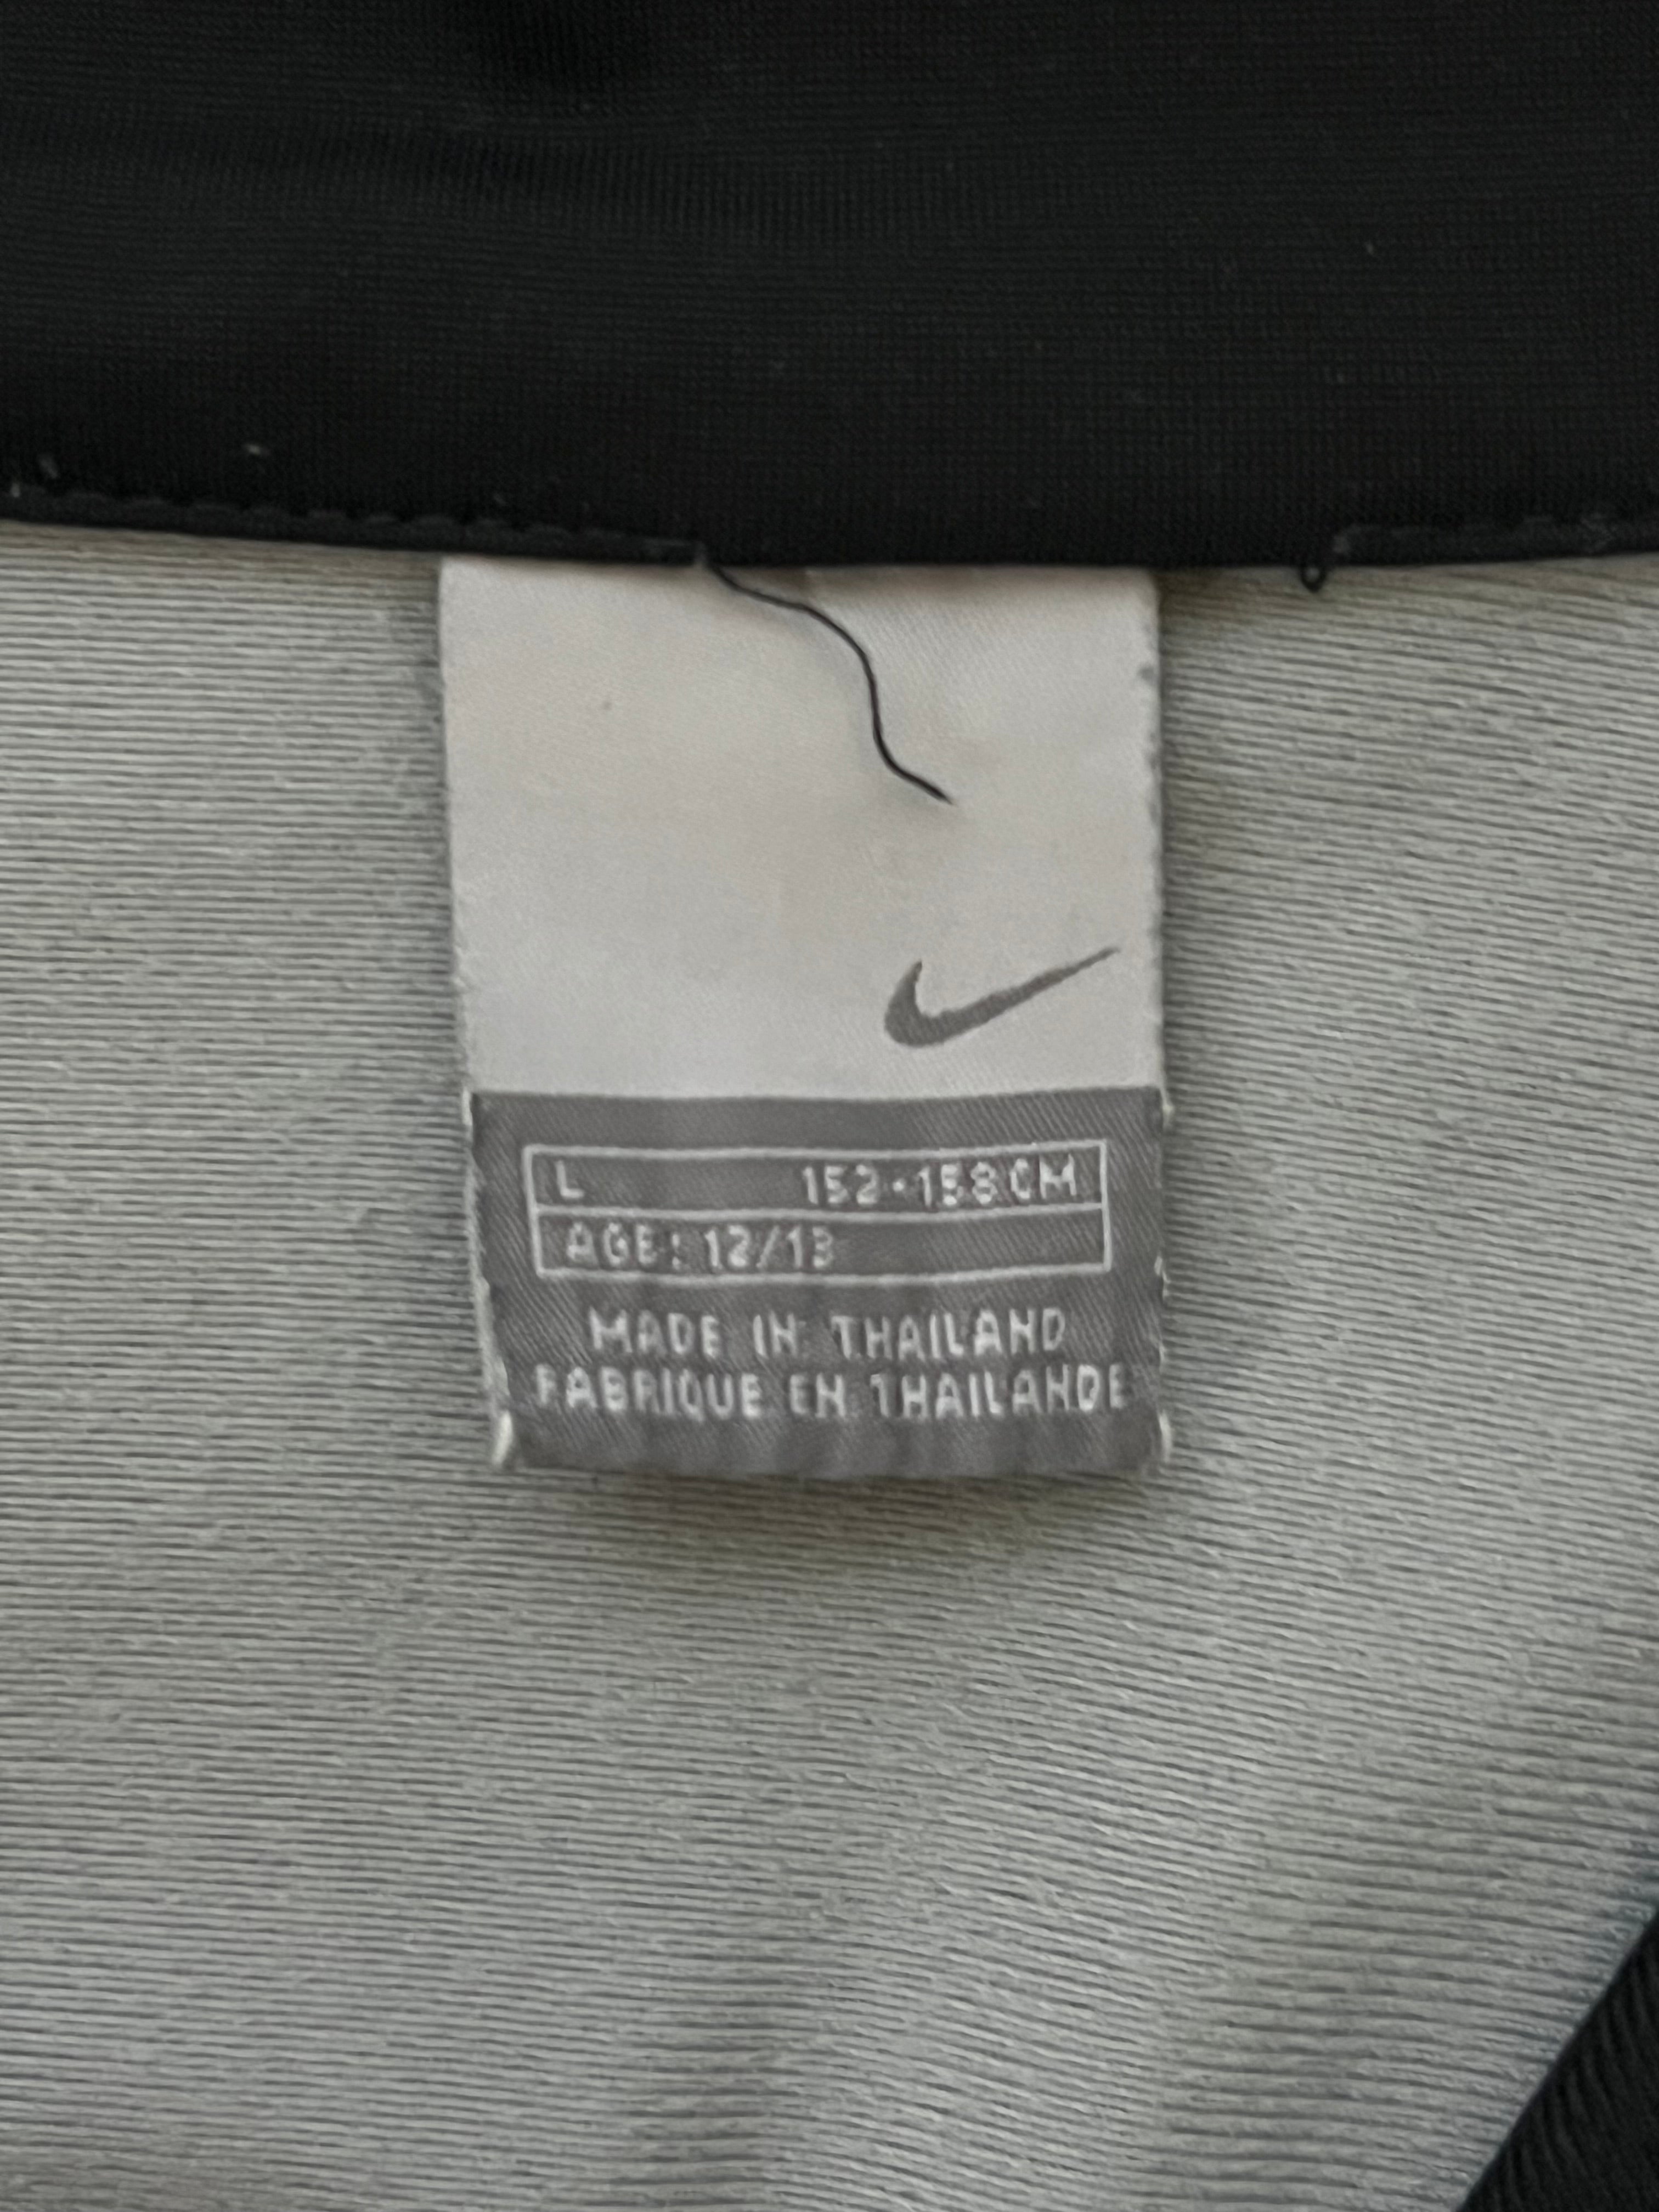 L 152-158CM
AGE: 12/13
MADE IN THAILAND
FABRIQUE EN THAILANDE